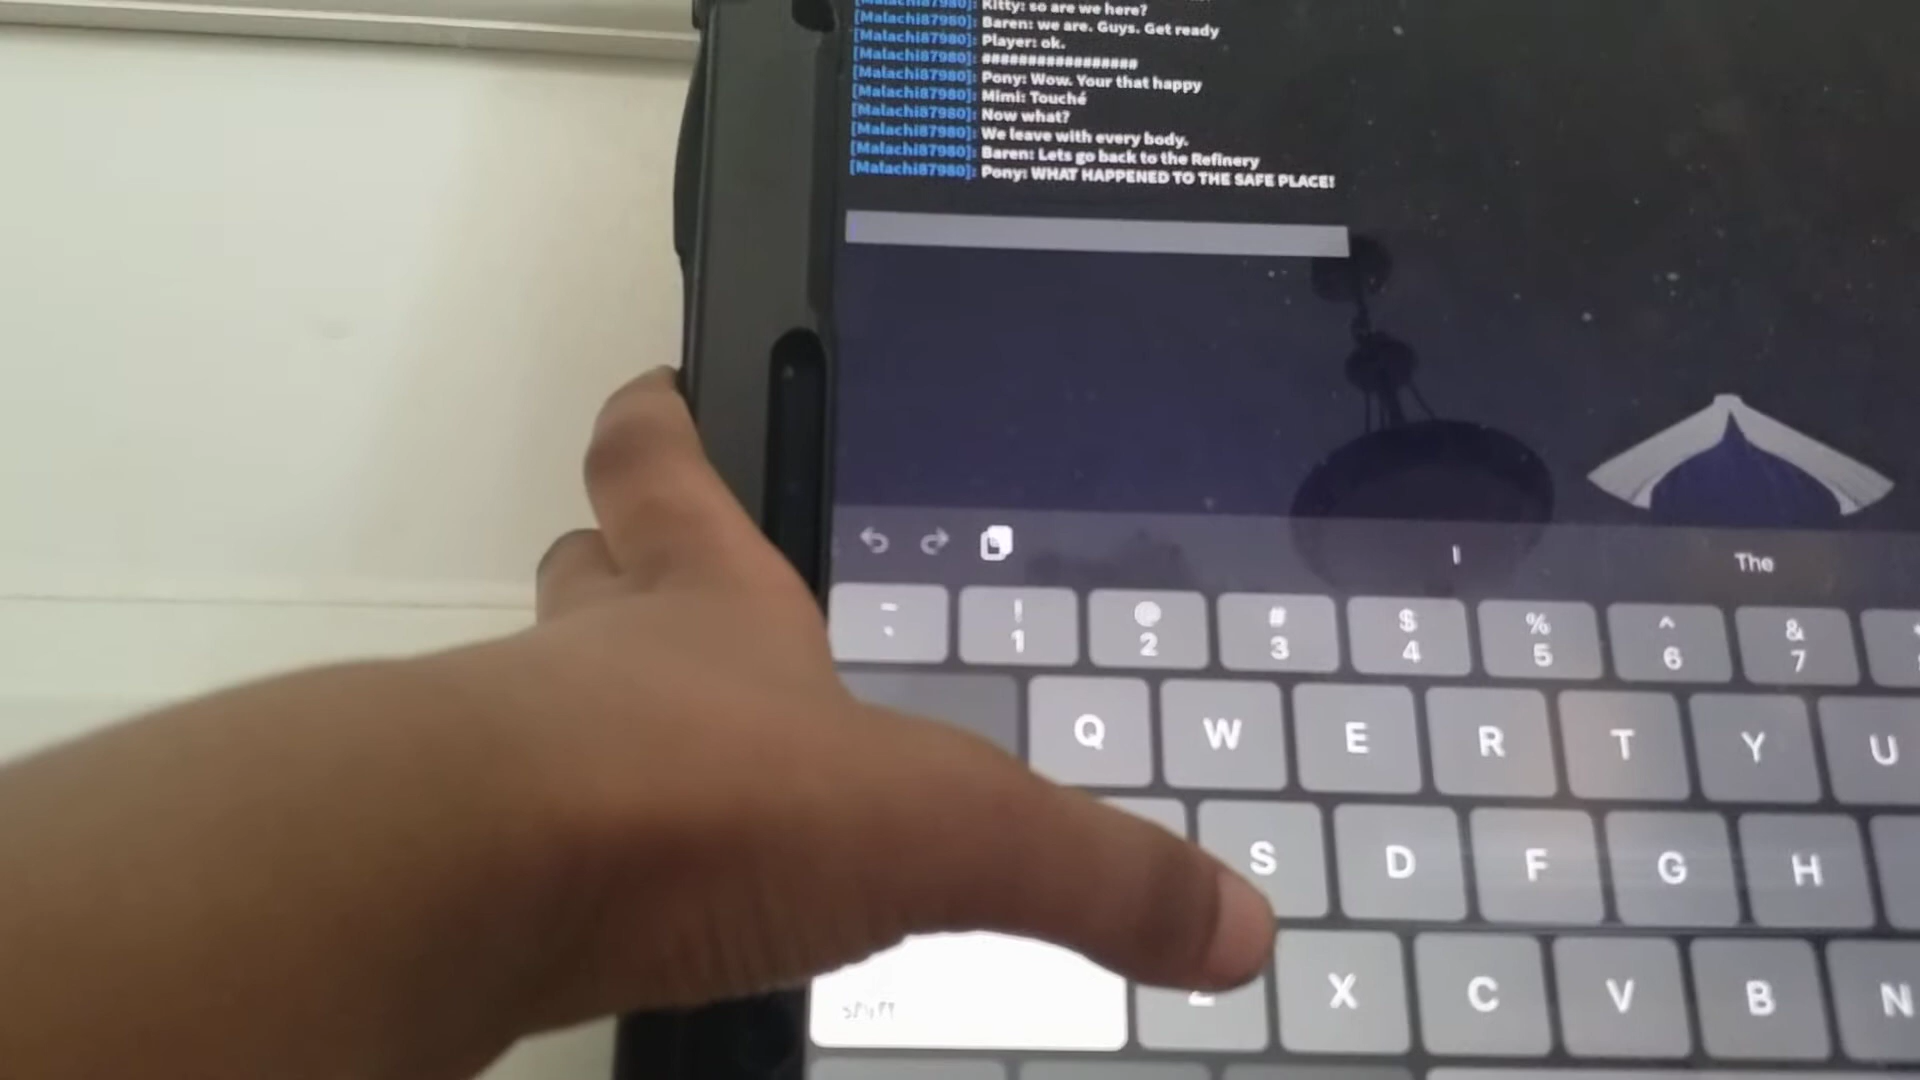 [Malachi87980]: Kitty: so are we here?
[Malachi87980]: Baren: we are. Guys. Get ready
[Malachi87980]: Player: ok.
[Malachi87980]: #################
[Malachi87980]: Pony: Wow. Your that happy
[Malachi87980]: Mimi: Touché
[Malachi87980]: Now what?
[Malachi87980]: We leave with every body.
[Malachi87980]: Baren: Lets go back to the Refinery
[Malachi87980]: Pony: WHAT HAPPENED TO THE SAFE PLACE!
I The
! @ # $ % ^ &
1 2 3 4 5 6 7
Q W E R T Y U
S D F G H
shift Z X C V B N